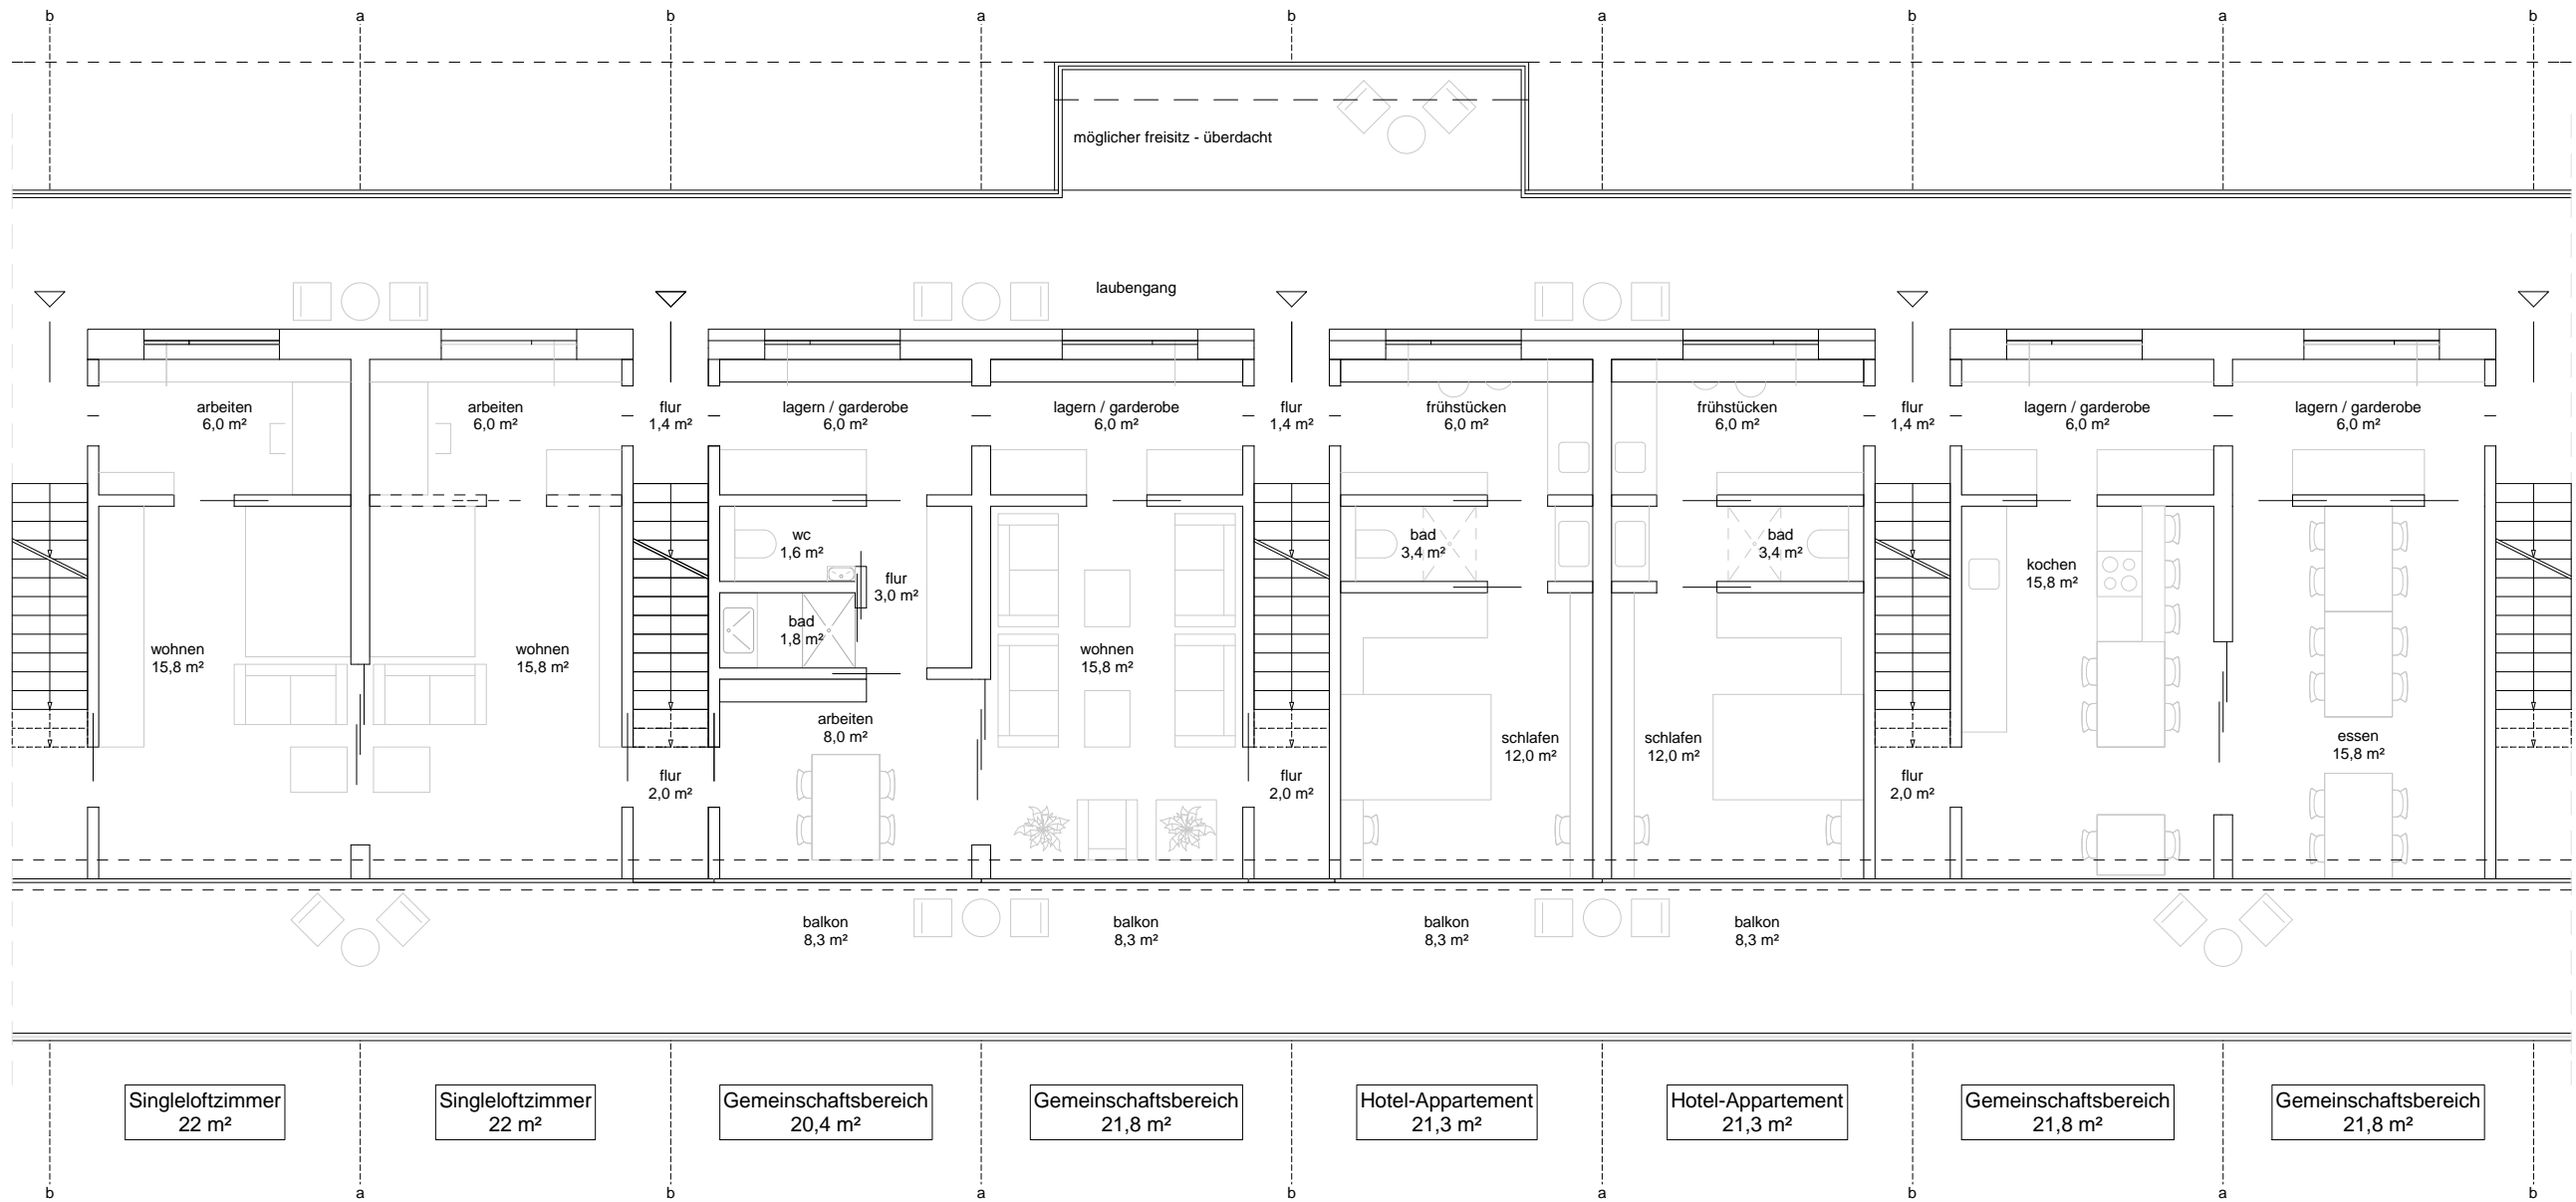 b a b a b a b a b
möglicher freisitz - überdacht
laubengang
arbeiten
6,0 m²
arbeiten
6,0 m²
flur
1,4 m²
lagern / garderobe
6,0 m²
lagern / garderobe
6,0 m²
flur
1,4 m²
frühstücken
6,0 m²
frühstücken
6,0 m²
flur
1,4 m²
lagern / garderobe
6,0 m²
lagern / garderobe
6,0 m²
wc
1,6 m²
flur
3,0 m²
bad
1,8 m²
bad
3,4 m²
bad
3,4 m²
kochen
15,8 m²
wohnen
15,8 m²
wohnen
15,8 m²
wohnen
15,8 m²
arbeiten
8,0 m²
schlafen
12,0 m²
schlafen
12,0 m²
essen
15,8 m²
flur
2,0 m²
flur
2,0 m²
flur
2,0 m²
balkon
8,3 m²
balkon
8,3 m²
balkon
8,3 m²
balkon
8,3 m²
Singleloftzimmer
22 m²
Singleloftzimmer
22 m²
Gemeinschaftsbereich
20,4 m²
Gemeinschaftsbereich
21,8 m²
Hotel-Appartement
21,3 m²
Hotel-Appartement
21,3 m²
Gemeinschaftsbereich
21,8 m²
Gemeinschaftsbereich
21,8 m²
b a b a b a b a b